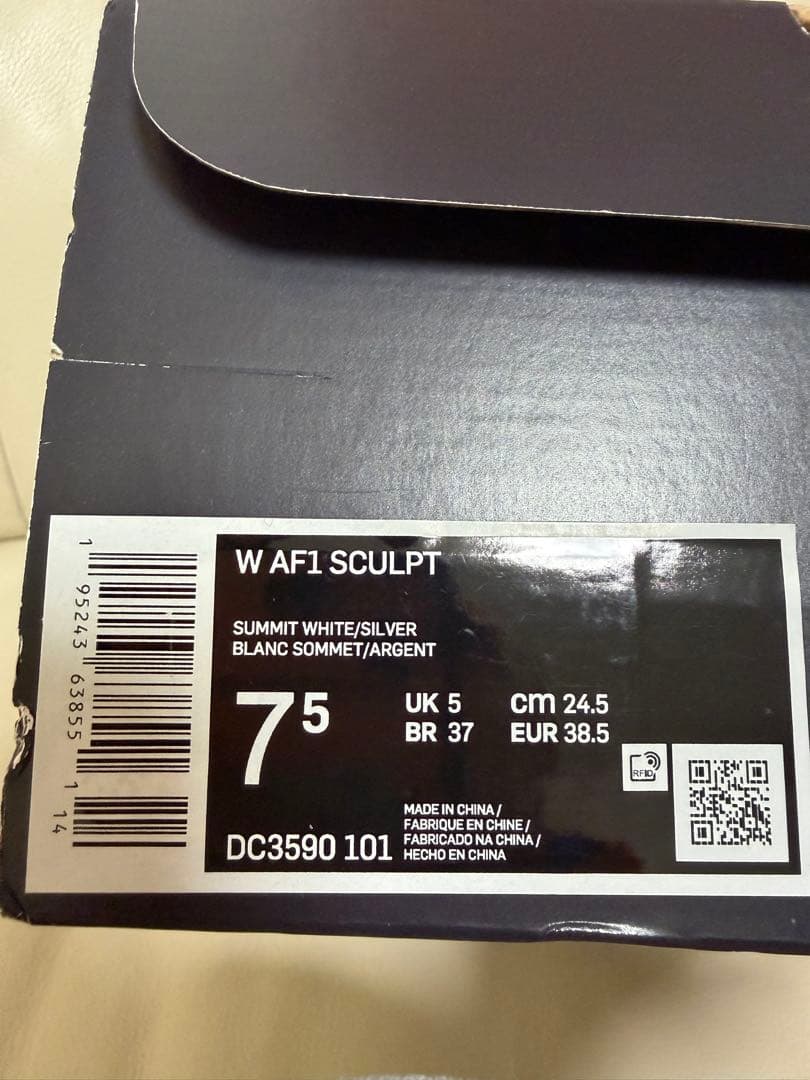 W AF1 SCULPT
SUMMIT WHITE/SILVER
BLANC SOMMET/ARGENT
7 5
UK 5 cm 24.5
BR 37 EUR 38.5
RFID
MADE IN CHINA /
FABRIQUE EN CHINE /
FABRICADO NA CHINA /
HECHO EN CHINA
DC3590 101
1 95243 63855 1 14